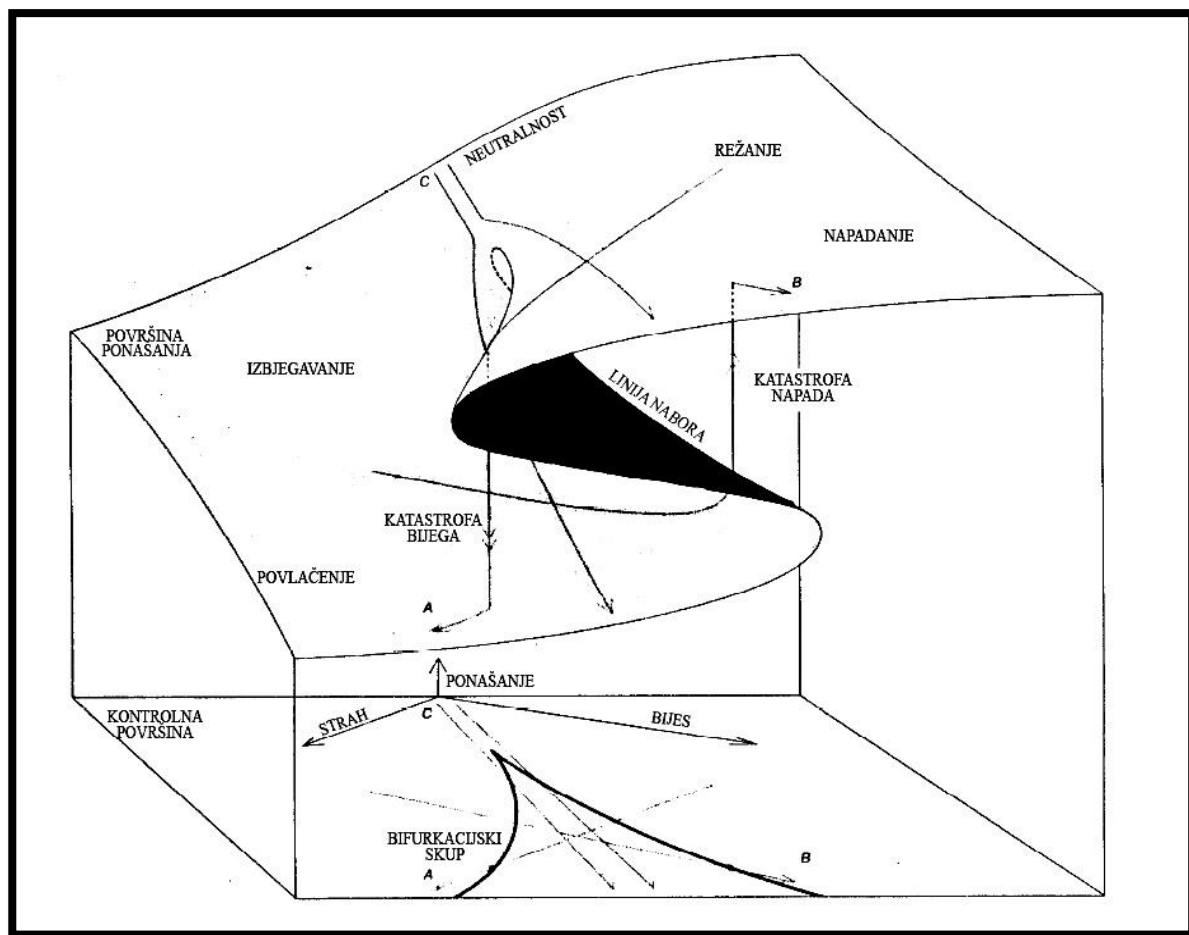 NEUTRALNOST
C
REŽANJE
NAPADANJE
B
POVRŠINA
PONAŠANJA
IZBJEGAVANJE
LINIJA NABORA
KATASTROFA
NAPADA
KATASTROFA
BIJEGA
POVLAČENJE
A
PONAŠANJE
KONTROLNA
POVRŠINA
STRAH
C
BIJES
BIFURKACIJSKI
SKUP
A
B